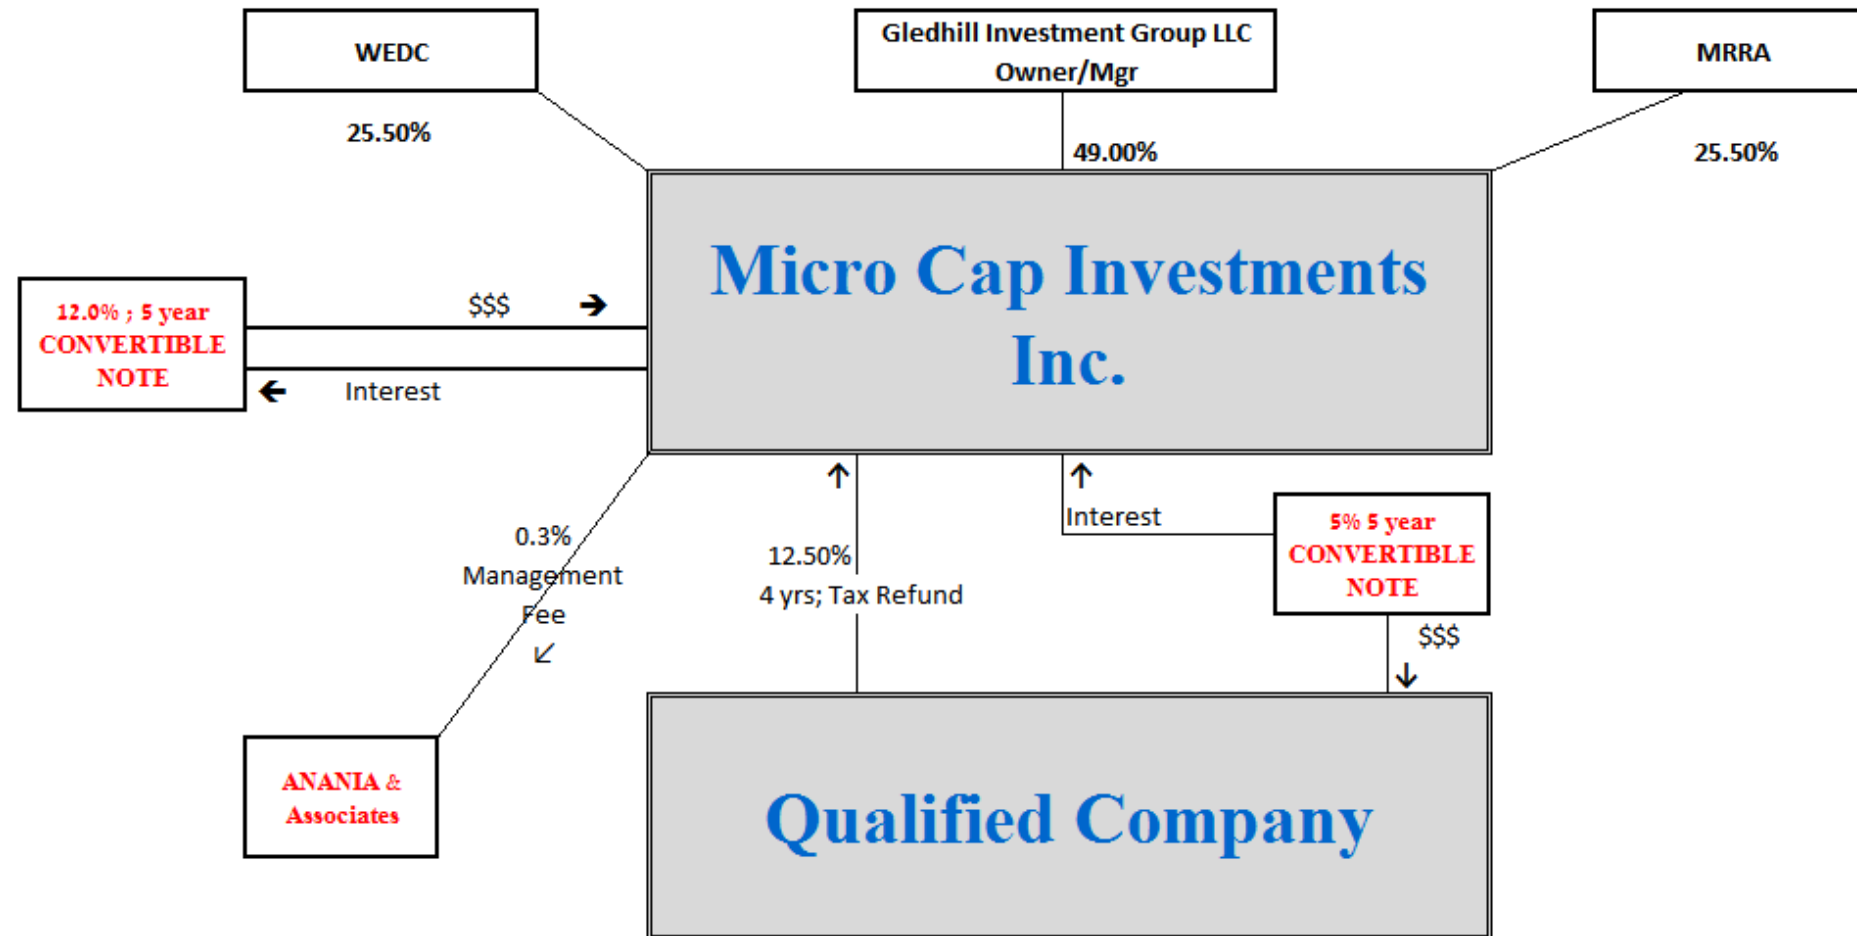 WEDC
Gledhill Investment Group LLC
Owner/Mgr
MRRA
25.50%
49.00%
25.50%
Micro Cap Investments
Inc.
12.0% ; 5 year
CONVERTIBLE
NOTE
$$$ ➔
🡰 Interest
↑
↑
0.3%
Management
Fee
↙
12.50%
4 yrs; Tax Refund
Interest
5% 5 year
CONVERTIBLE
NOTE
$$$
↓
ANANIA &
Associates
Qualified Company